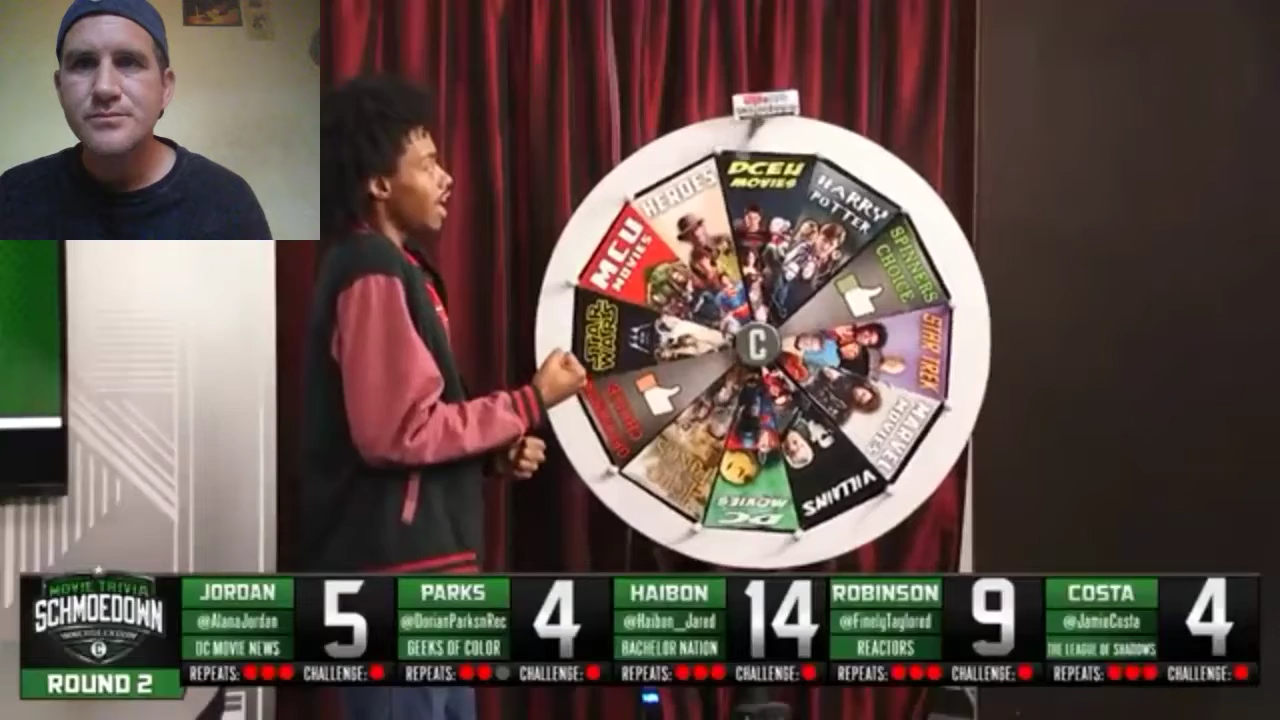 DCEU
MOVIES
HARRY
POTTER
HEROES
MCU
MOVIES
SPINNERS
CHOICE
STAR
WARS
STAR TREK
MARVEL
MOVIES
VILLAINS
DC
MOVIES
C
MOVIE TRIVIA
SCHMOEDOWN
ROUND 2
JORDAN
@AlanaJordan
DC MOVIE NEWS
5
REPEATS:
CHALLENGE:
PARKS
@DorianParksnRec
GEEKS OF COLOR
4
REPEATS:
CHALLENGE:
HAIBON
@Haibon_Jared
BACHELOR NATION
14
REPEATS:
CHALLENGE:
ROBINSON
@FinelyTaylored
REACTORS
9
REPEATS:
CHALLENGE:
COSTA
@JamieCosta
THE LEAGUE OF SHADOWS
4
REPEATS:
CHALLENGE: